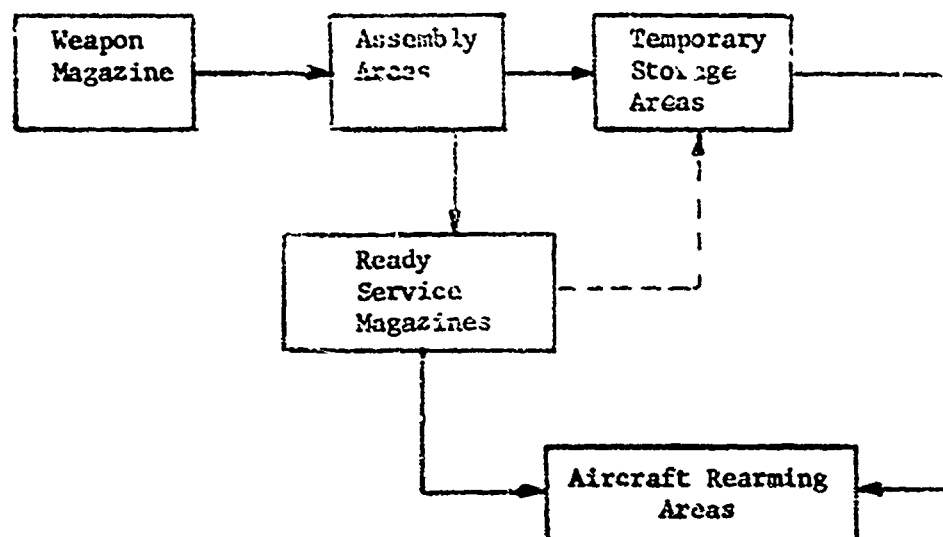 Weapon
Magazine
Assembly
Areas
Temporary
Storage
Areas
Ready
Service
Magazines
Aircraft Rearming
Areas